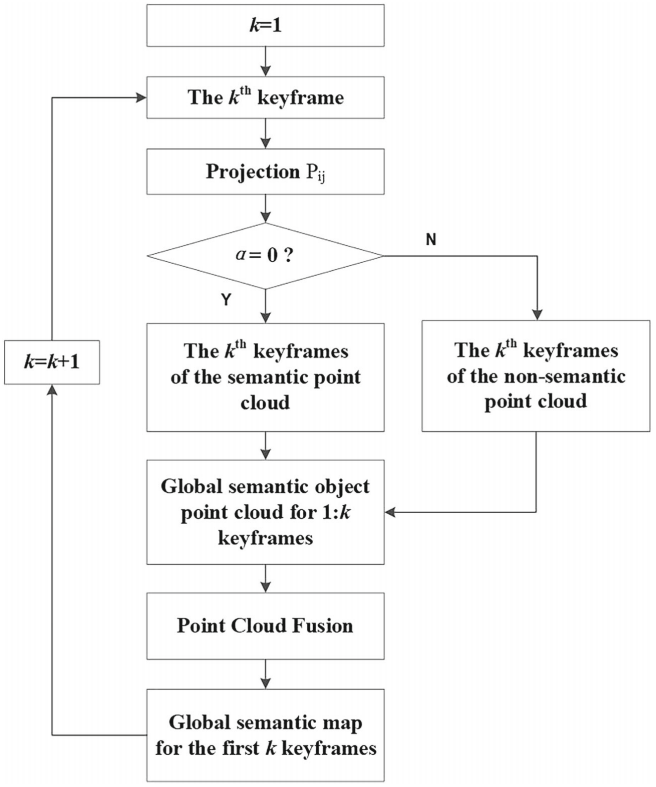 k=1
The kth keyframe
Projection Pij
α = 0 ?
N
Y
The kth keyframes
of the semantic point
cloud
The kth keyframes
of the non-semantic
point cloud
k=k+1
Global semantic object
point cloud for 1:k
keyframes
Point Cloud Fusion
Global semantic map
for the first k keyframes